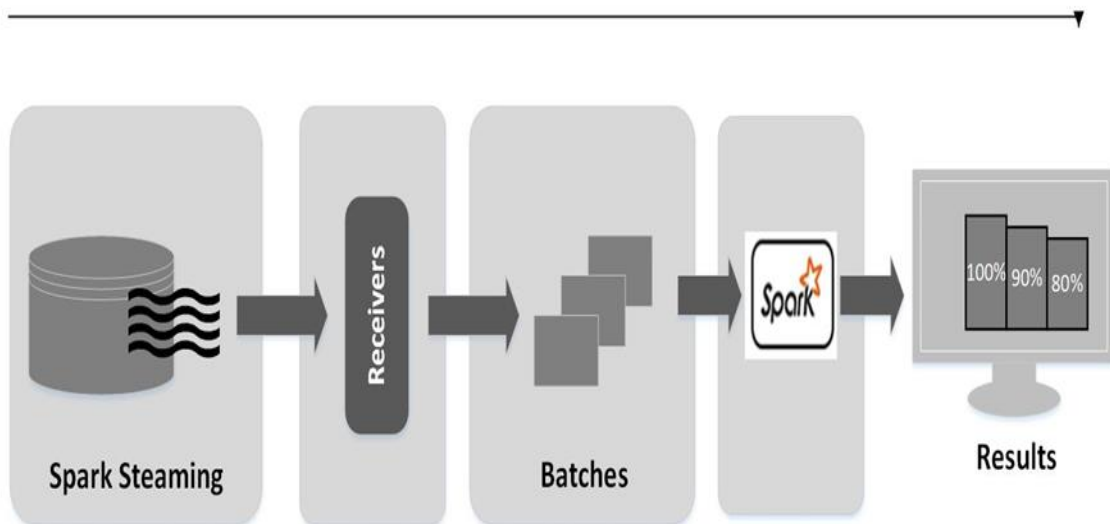 Spark Steaming
Receivers
Batches
Spark
100%
90%
80%
Results